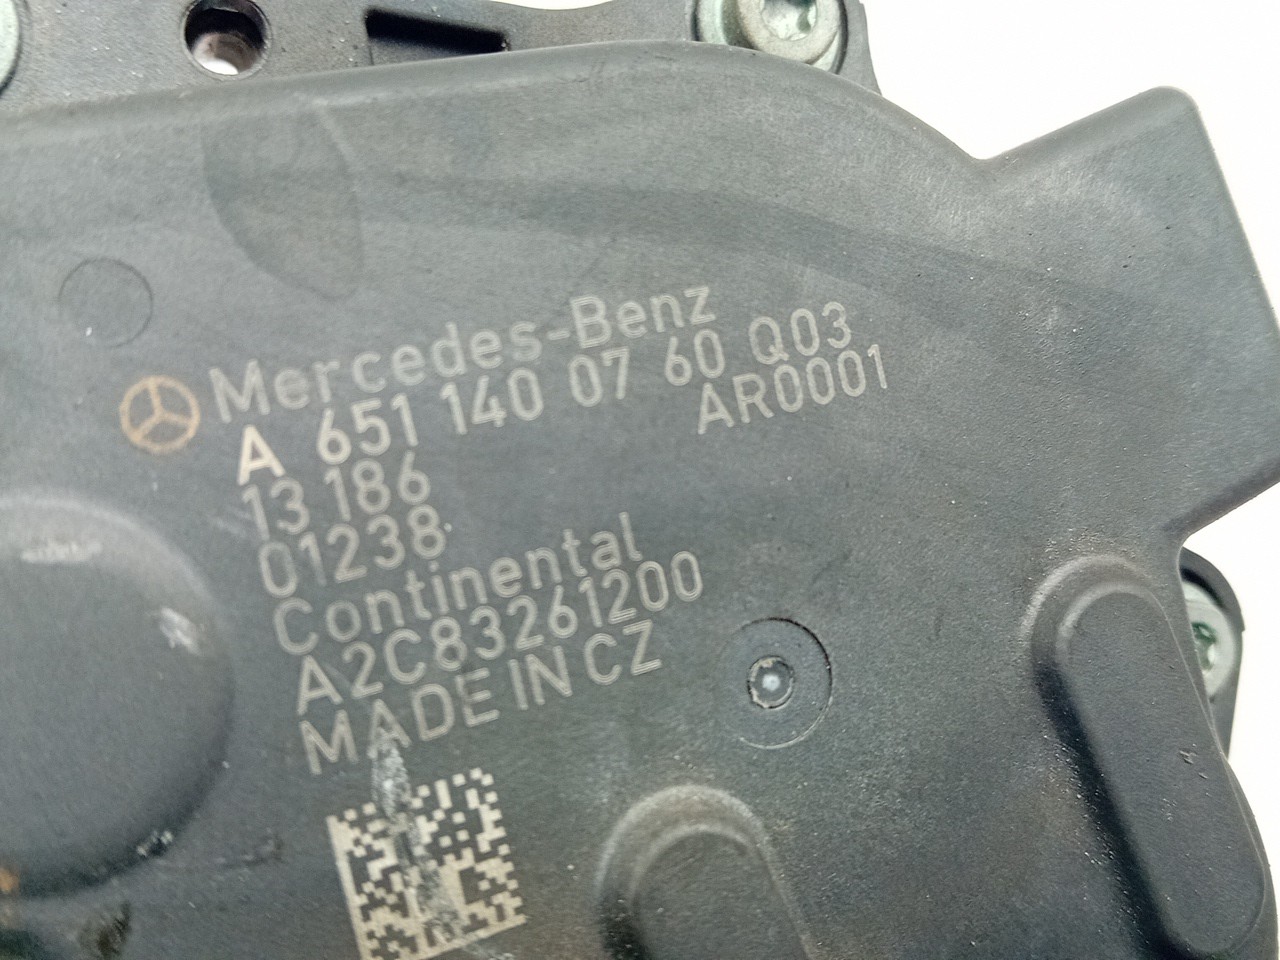 Mercedes-Benz
A 651 140 07 60 Q03
13 186 AR0001
01238
Continental
A2C83261200
MADE IN CZ